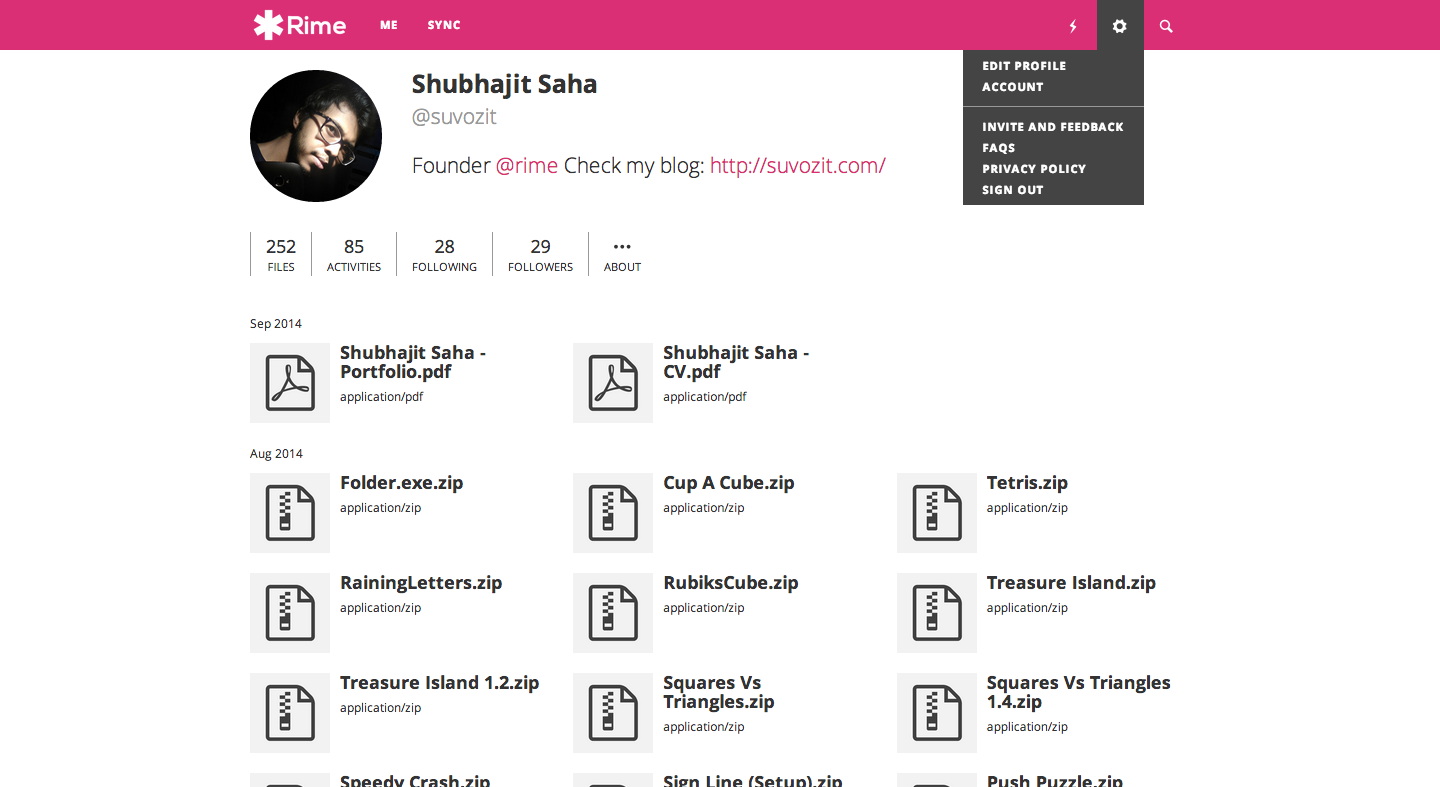 Rime
ME SYNC
EDIT PROFILE
ACCOUNT
INVITE AND FEEDBACK
FAQS
PRIVACY POLICY
SIGN OUT
Shubhajit Saha
@suvozit
Founder @rime Check my blog: http://suvozit.com/
252 85 28 29 •••
FILES ACTIVITIES FOLLOWING FOLLOWERS ABOUT
Sep 2014
Shubhajit Saha -
Portfolio.pdf
application/pdf
Shubhajit Saha -
CV.pdf
application/pdf
Aug 2014
Folder.exe.zip
application/zip
Cup A Cube.zip
application/zip
Tetris.zip
application/zip
RainingLetters.zip
application/zip
RubiksCube.zip
application/zip
Treasure Island.zip
application/zip
Treasure Island 1.2.zip
application/zip
Squares Vs
Triangles.zip
application/zip
Squares Vs Triangles
1.4.zip
application/zip
Speedy Crash.zip
Sign Line (Setup).zip
Push Puzzle.zip